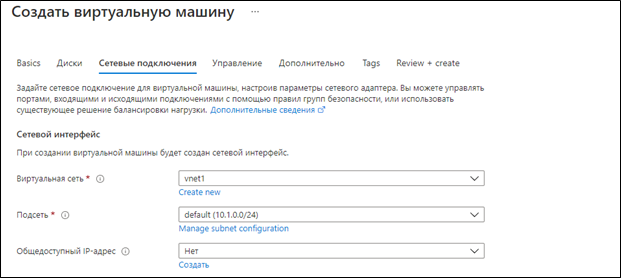 Создать виртуальную машину ...
Basics Диски Сетевые подключения Управление Дополнительно Tags Review + create
Задайте сетевое подключение для виртуальной машины, настроив параметры сетевого адаптера. Вы можете управлять
портами, входящими и исходящими подключениями с помощью правил групп безопасности, или использовать
существующее решение балансировки нагрузки. Дополнительные сведения
Сетевой интерфейс
При создании виртуальной машины будет создан сетевой интерфейс.
Виртуальная сеть * vnet1
Create new
Подсеть * default (10.1.0.0/24)
Manage subnet configuration
Общедоступный IP-адрес Нет
Создать